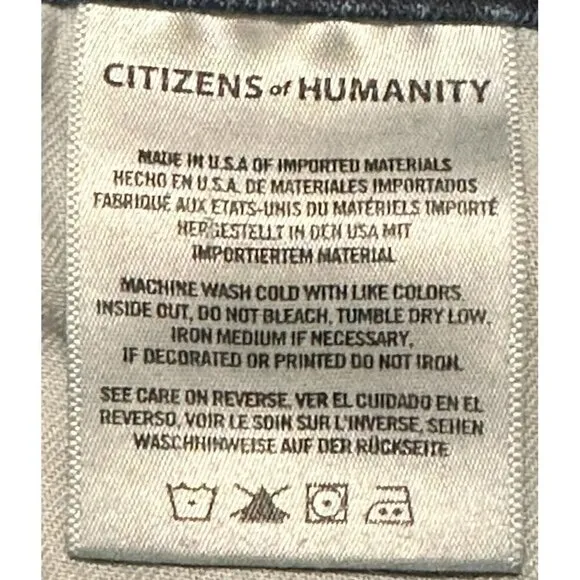 CITIZENS of HUMANITY
MADE IN U.S.A OF IMPORTED MATERIALS
HECHO EN U.S.A. DE MATERIALES IMPORTADOS
FABRIQUÉ AUX ETATS-UNIS DU MATÉRIELS IMPORTÉ
HERGESTELLT IN DEN USA MIT
IMPORTIERTEM MATERIAL
MACHINE WASH COLD WITH LIKE COLORS.
INSIDE OUT, DO NOT BLEACH, TUMBLE DRY LOW,
IRON MEDIUM IF NECESSARY,
IF DECORATED OR PRINTED DO NOT IRON.
SEE CARE ON REVERSE. VER EL CUIDADO EN EL
REVERSO. VOIR LE SOIN SUR L'INVERSE. SEHEN
WASCHHINWEISE AUF DER RÜCKSEITE